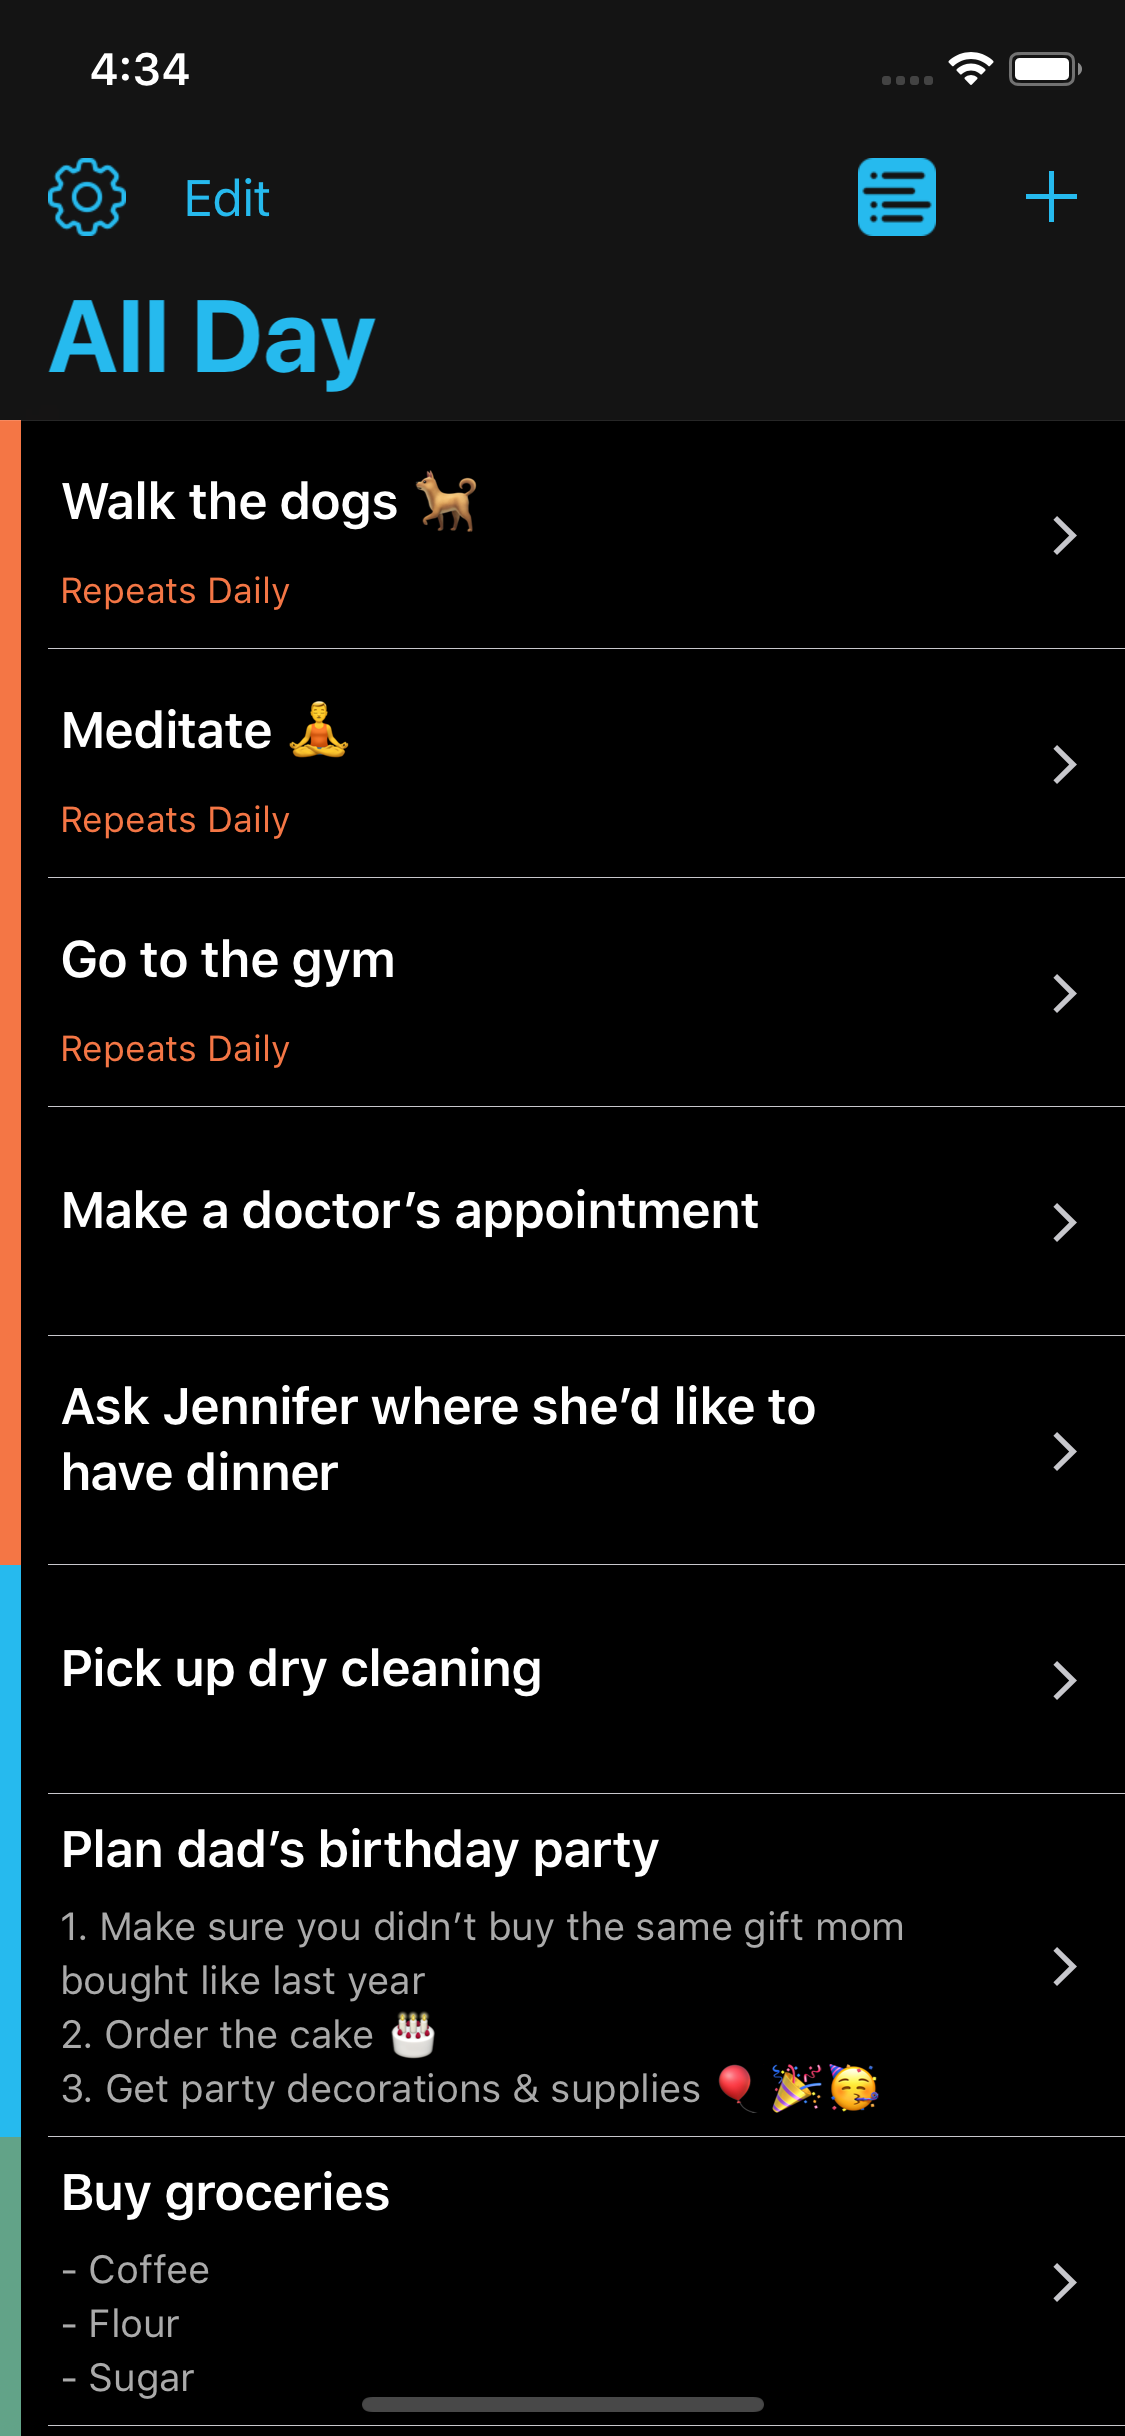 4:34
Edit
All Day
Walk the dogs 🐕
Repeats Daily
Meditate 🧘‍♂️
Repeats Daily
Go to the gym
Repeats Daily
Make a doctor’s appointment
Ask Jennifer where she’d like to
have dinner
Pick up dry cleaning
Plan dad’s birthday party
1. Make sure you didn’t buy the same gift mom
bought like last year
2. Order the cake 🎂
3. Get party decorations & supplies 🎈🎉🥳
Buy groceries
- Coffee
- Flour
- Sugar